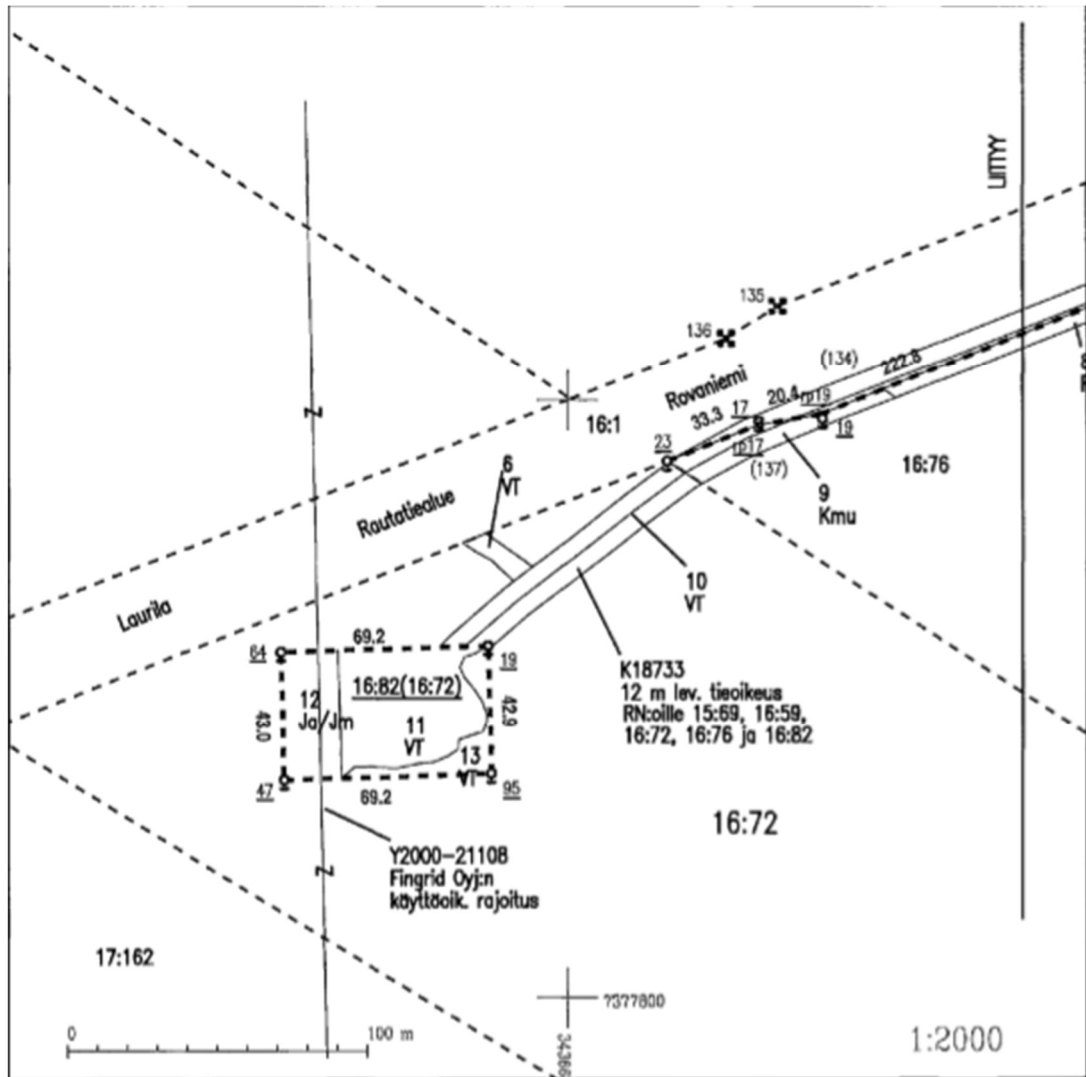 LIITTYY
135
136
(134)
222.8
Rovaniemi
20.4
rp19
33.3
17
19
16:1
23
rp17
(137)
16:76
6
VT
9
Kmu
Rautatiealue
10
VT
Laurila
69.2
64
19
K18733
12 m lev. tieoikeus
RN:oille 15:69, 16:59,
16:72, 16:76 ja 16:82
16:82(16:72)
12
Ja/Jm
43.0
42.9
11
VT
13
VT
47
69.2
95
16:72
Y2000-21108
Fingrid Oyj:n
käyttöoik. rajoitus
Z
Z
17:162
7377800
34366
0
100 m
1:2000